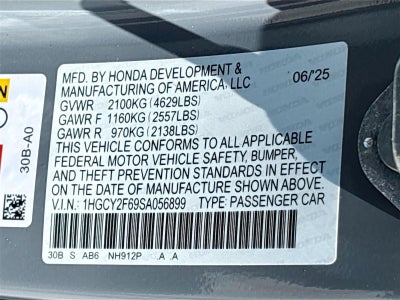 MFD. BY HONDA DEVELOPMENT &
MANUFACTURING OF AMERICA, LLC 06/'25
GVWR 2100KG(4629LBS)
GAWR F 1160KG(2557LBS)
GAWR R 970KG(2138LBS)
THIS VEHICLE CONFORMS TO ALL APPLICABLE
FEDERAL MOTOR VEHICLE SAFETY, BUMPER,
AND THEFT PREVENTION STANDARDS IN EFFECT
ON THE DATE OF MANUFACTURE SHOWN ABOVE.
V.I.N.: 1HGCY2F69SA056899 TYPE: PASSENGER CAR
30B S AB6 NH912P A A
30B-A0